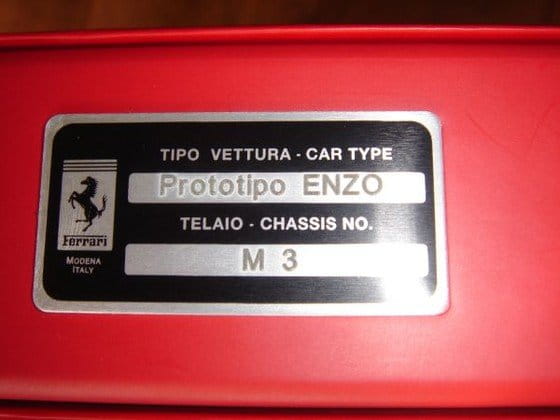 TIPO VETTURA - CAR TYPE
Prototipo ENZO
TELAIO - CHASSIS NO.
M 3
Ferrari
MODENA
ITALY